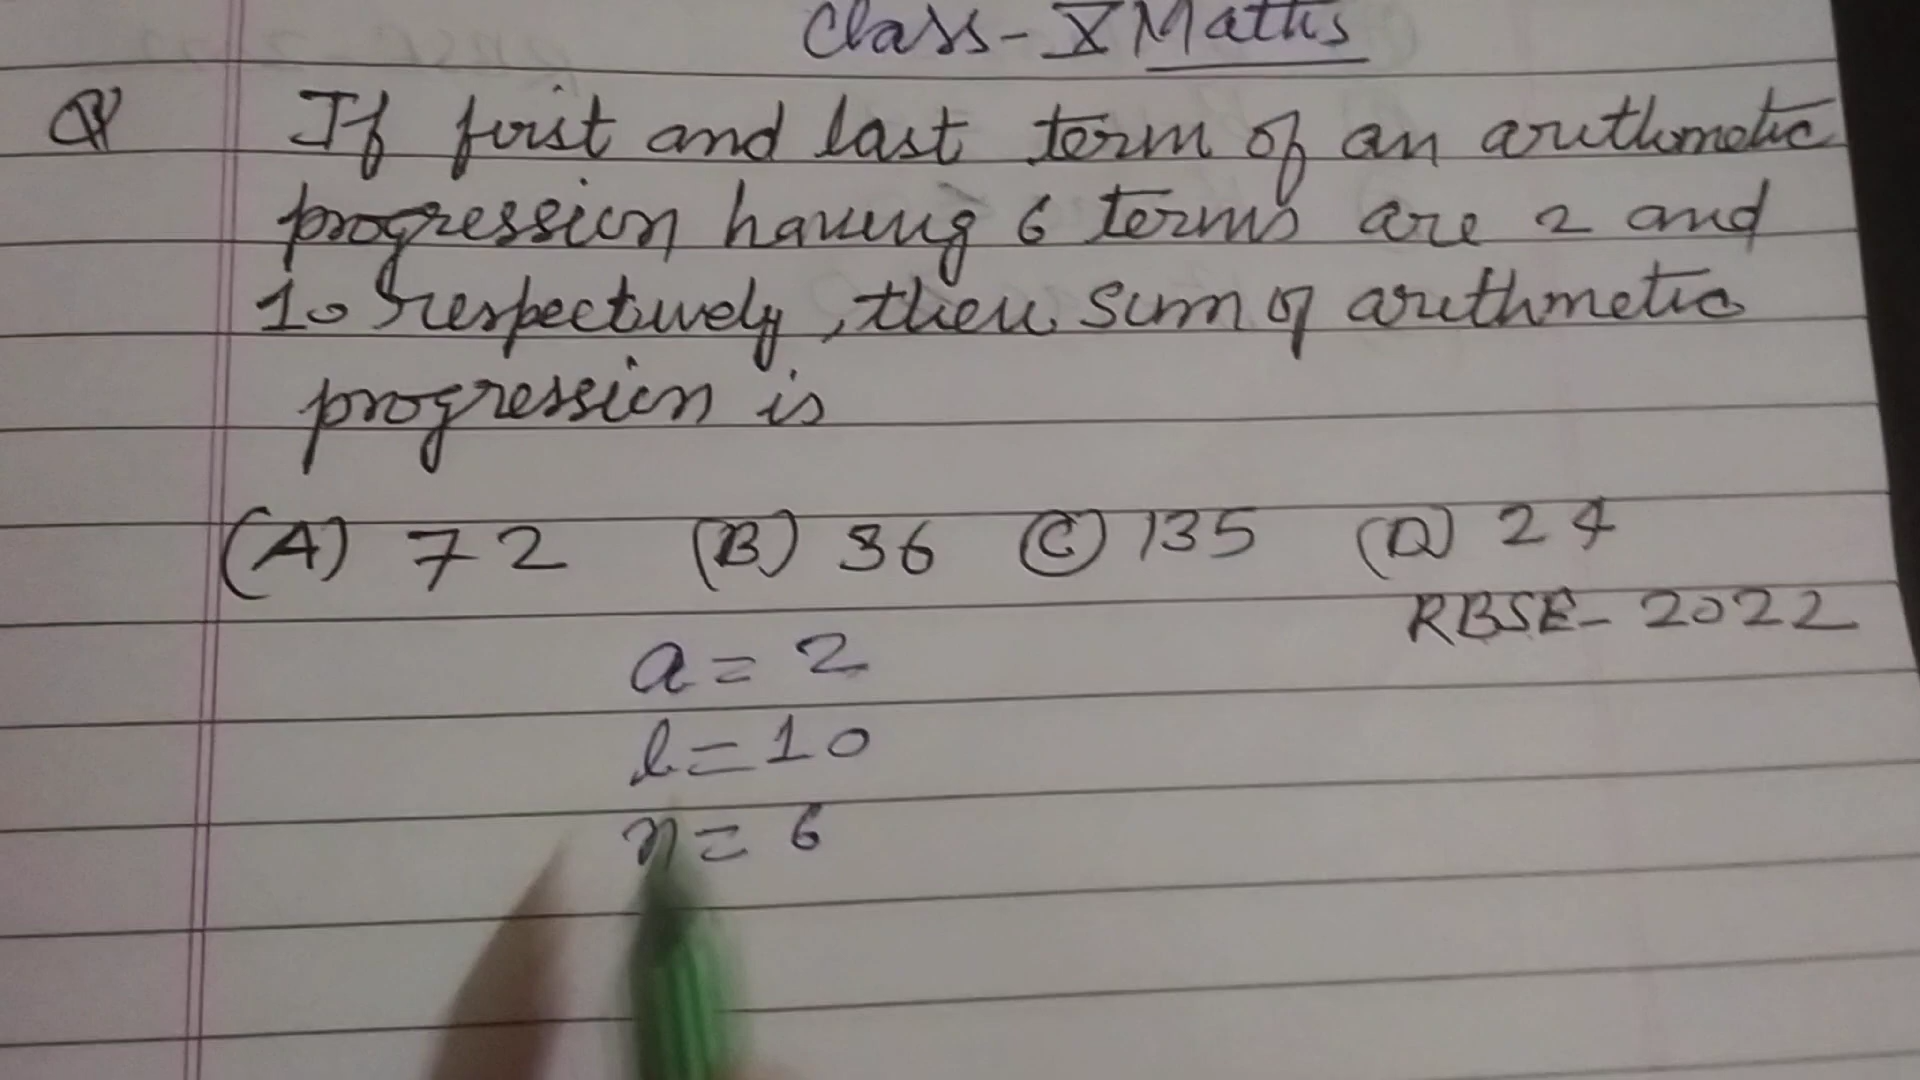 Class-X Maths
Q If first and last term of an arithmetic
progression having 6 terms are 2 and
10 respectively, then sum of arithmetic
progression is
(A) 72 (B) 36 (C) 135 (D) 24
RBSE-2022
a=2
l=10
n=6